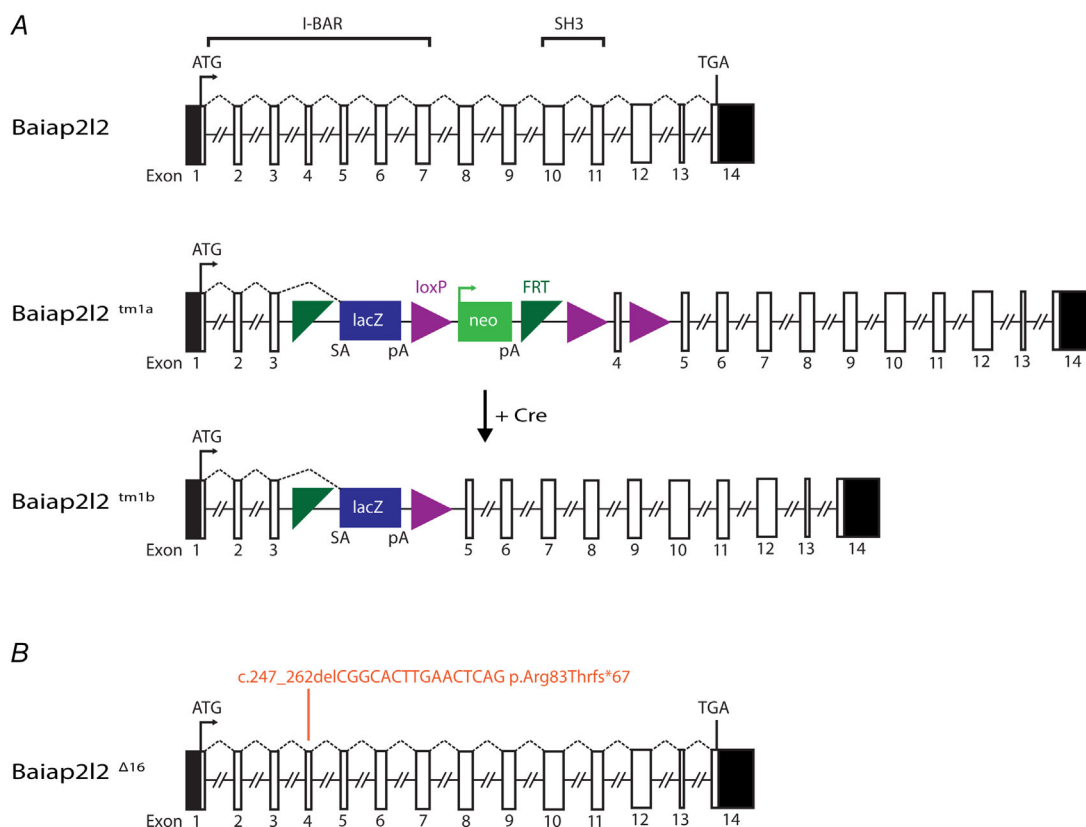 A
I-BAR SH3
ATG TGA
Baiap2l2
Exon 1 2 3 4 5 6 7 8 9 10 11 12 13 14
ATG loxP FRT
Baiap2l2 tm1a lacZ neo
SA pA pA
Exon 1 2 3 4 5 6 7 8 9 10 11 12 13 14
+ Cre
ATG
Baiap2l2 tm1b lacZ
SA pA
Exon 1 2 3 5 6 7 8 9 10 11 12 13 14
B
c.247_262delCGGCACTTGAACTCAG p.Arg83Thrfs*67
ATG TGA
Baiap2l2 Δ16
Exon 1 2 3 4 5 6 7 8 9 10 11 12 13 14